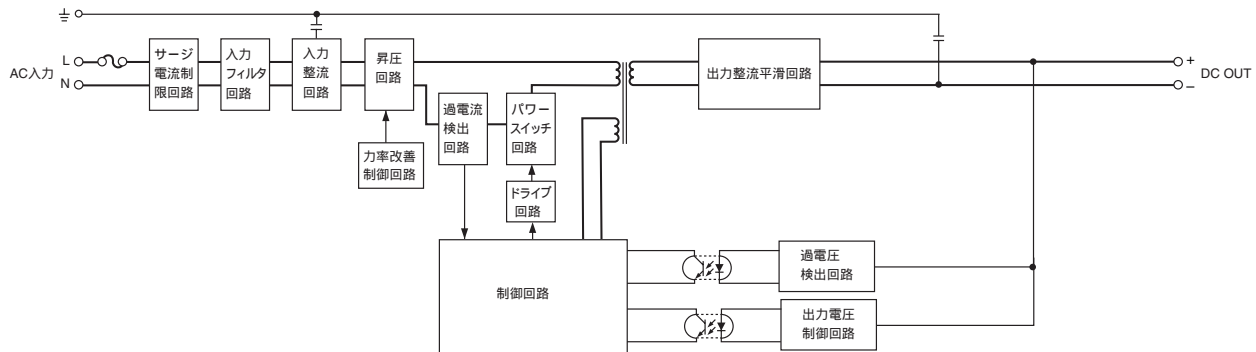 AC入力
L
N
サージ
電流制
限回路
入力
フィルタ
回路
入力
整流
回路
昇圧
回路
力率改善
制御回路
過電流
検出
回路
パワー
スイッチ
回路
ドライブ
回路
出力整流平滑回路
+
−
DC OUT
制御回路
過電圧
検出回路
出力電圧
制御回路